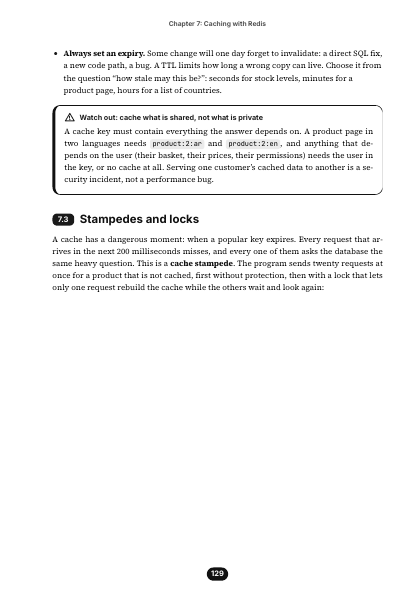 Chapter 7: Caching with Redis
• Always set an expiry. Some change will one day forget to invalidate: a direct SQL fix,
a new code path, a bug. A TTL limits how long a wrong copy can live. Choose it from
the question “how stale may this be?”: seconds for stock levels, minutes for a
product page, hours for a list of countries.
Watch out: cache what is shared, not what is private
A cache key must contain everything the answer depends on. A product page in
two languages needs product:2:ar and product:2:en, and anything that de-
pends on the user (their basket, their prices, their permissions) needs the user in
the key, or no cache at all. Serving one customer’s cached data to another is a se-
curity incident, not a performance bug.
7.3 Stampedes and locks
A cache has a dangerous moment: when a popular key expires. Every request that ar-
rives in the next 200 milliseconds misses, and every one of them asks the database the
same heavy question. This is a cache stampede. The program sends twenty requests at
once for a product that is not cached, first without protection, then with a lock that lets
only one request rebuild the cache while the others wait and look again:
129